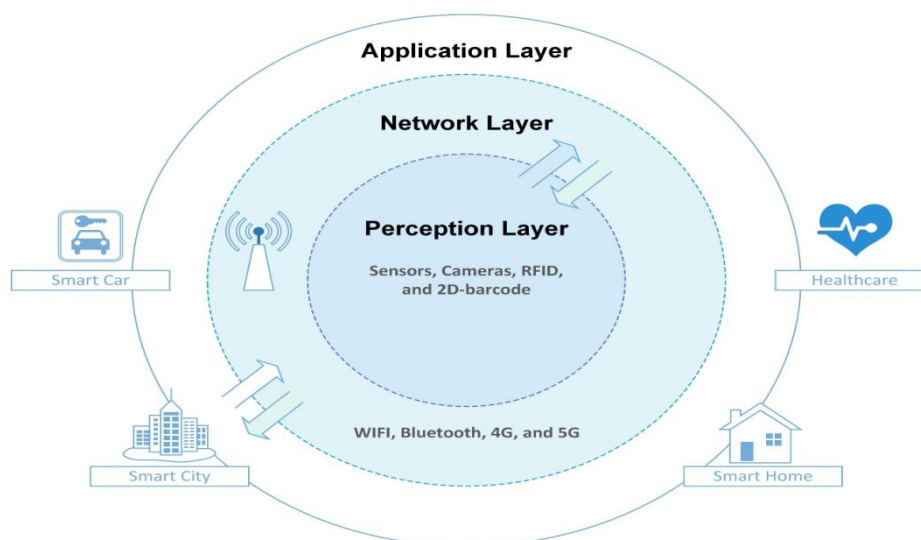 Application Layer
Network Layer
Perception Layer
Sensors, Cameras, RFID,
and 2D-barcode
Smart Car
Healthcare
WIFI, Bluetooth, 4G, and 5G
Smart City
Smart Home